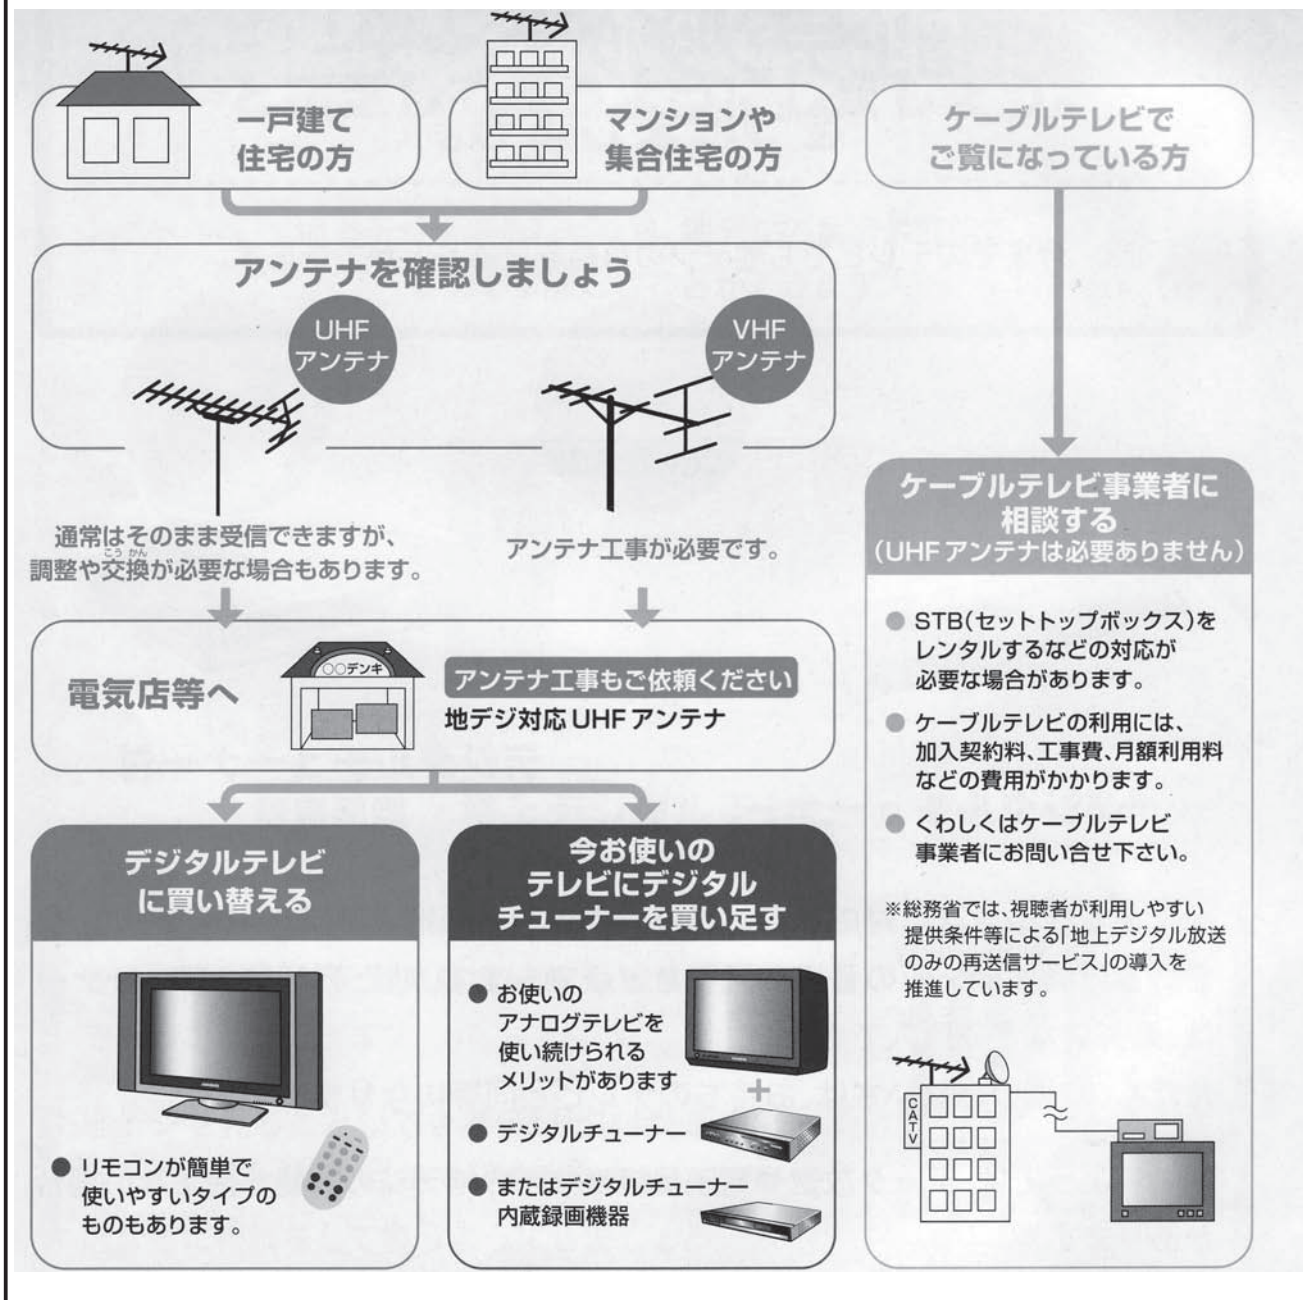 一戸建て
住宅の方
マンションや
集合住宅の方
ケーブルテレビで
ご覧になっている方
アンテナを確認しましょう
UHF
アンテナ
VHF
アンテナ
通常はそのまま受信できますが、
こう かん
調整や交換が必要な場合もあります。
アンテナ工事が必要です。
電気店等へ
○○デンキ
アンテナ工事もご依頼ください
地デジ対応UHFアンテナ
デジタルテレビ
に買い替える
リモコンが簡単で
使いやすいタイプの
ものもあります。
今お使いの
テレビにデジタル
チューナーを買い足す
お使いの
アナログテレビを
使い続けられる
メリットがあります
+
デジタルチューナー
またはデジタルチューナー
内蔵録画機器
ケーブルテレビ事業者に
相談する
(UHFアンテナは必要ありません)
STB(セットトップボックス)を
レンタルするなどの対応が
必要な場合があります。
ケーブルテレビの利用には、
加入契約料、工事費、月額利用料
などの費用がかかります。
くわしくはケーブルテレビ
事業者にお問い合せ下さい。
※総務省では、視聴者が利用しやすい
提供条件等による「地上デジタル放送
のみの再送信サービス」の導入を
推進しています。
CATV